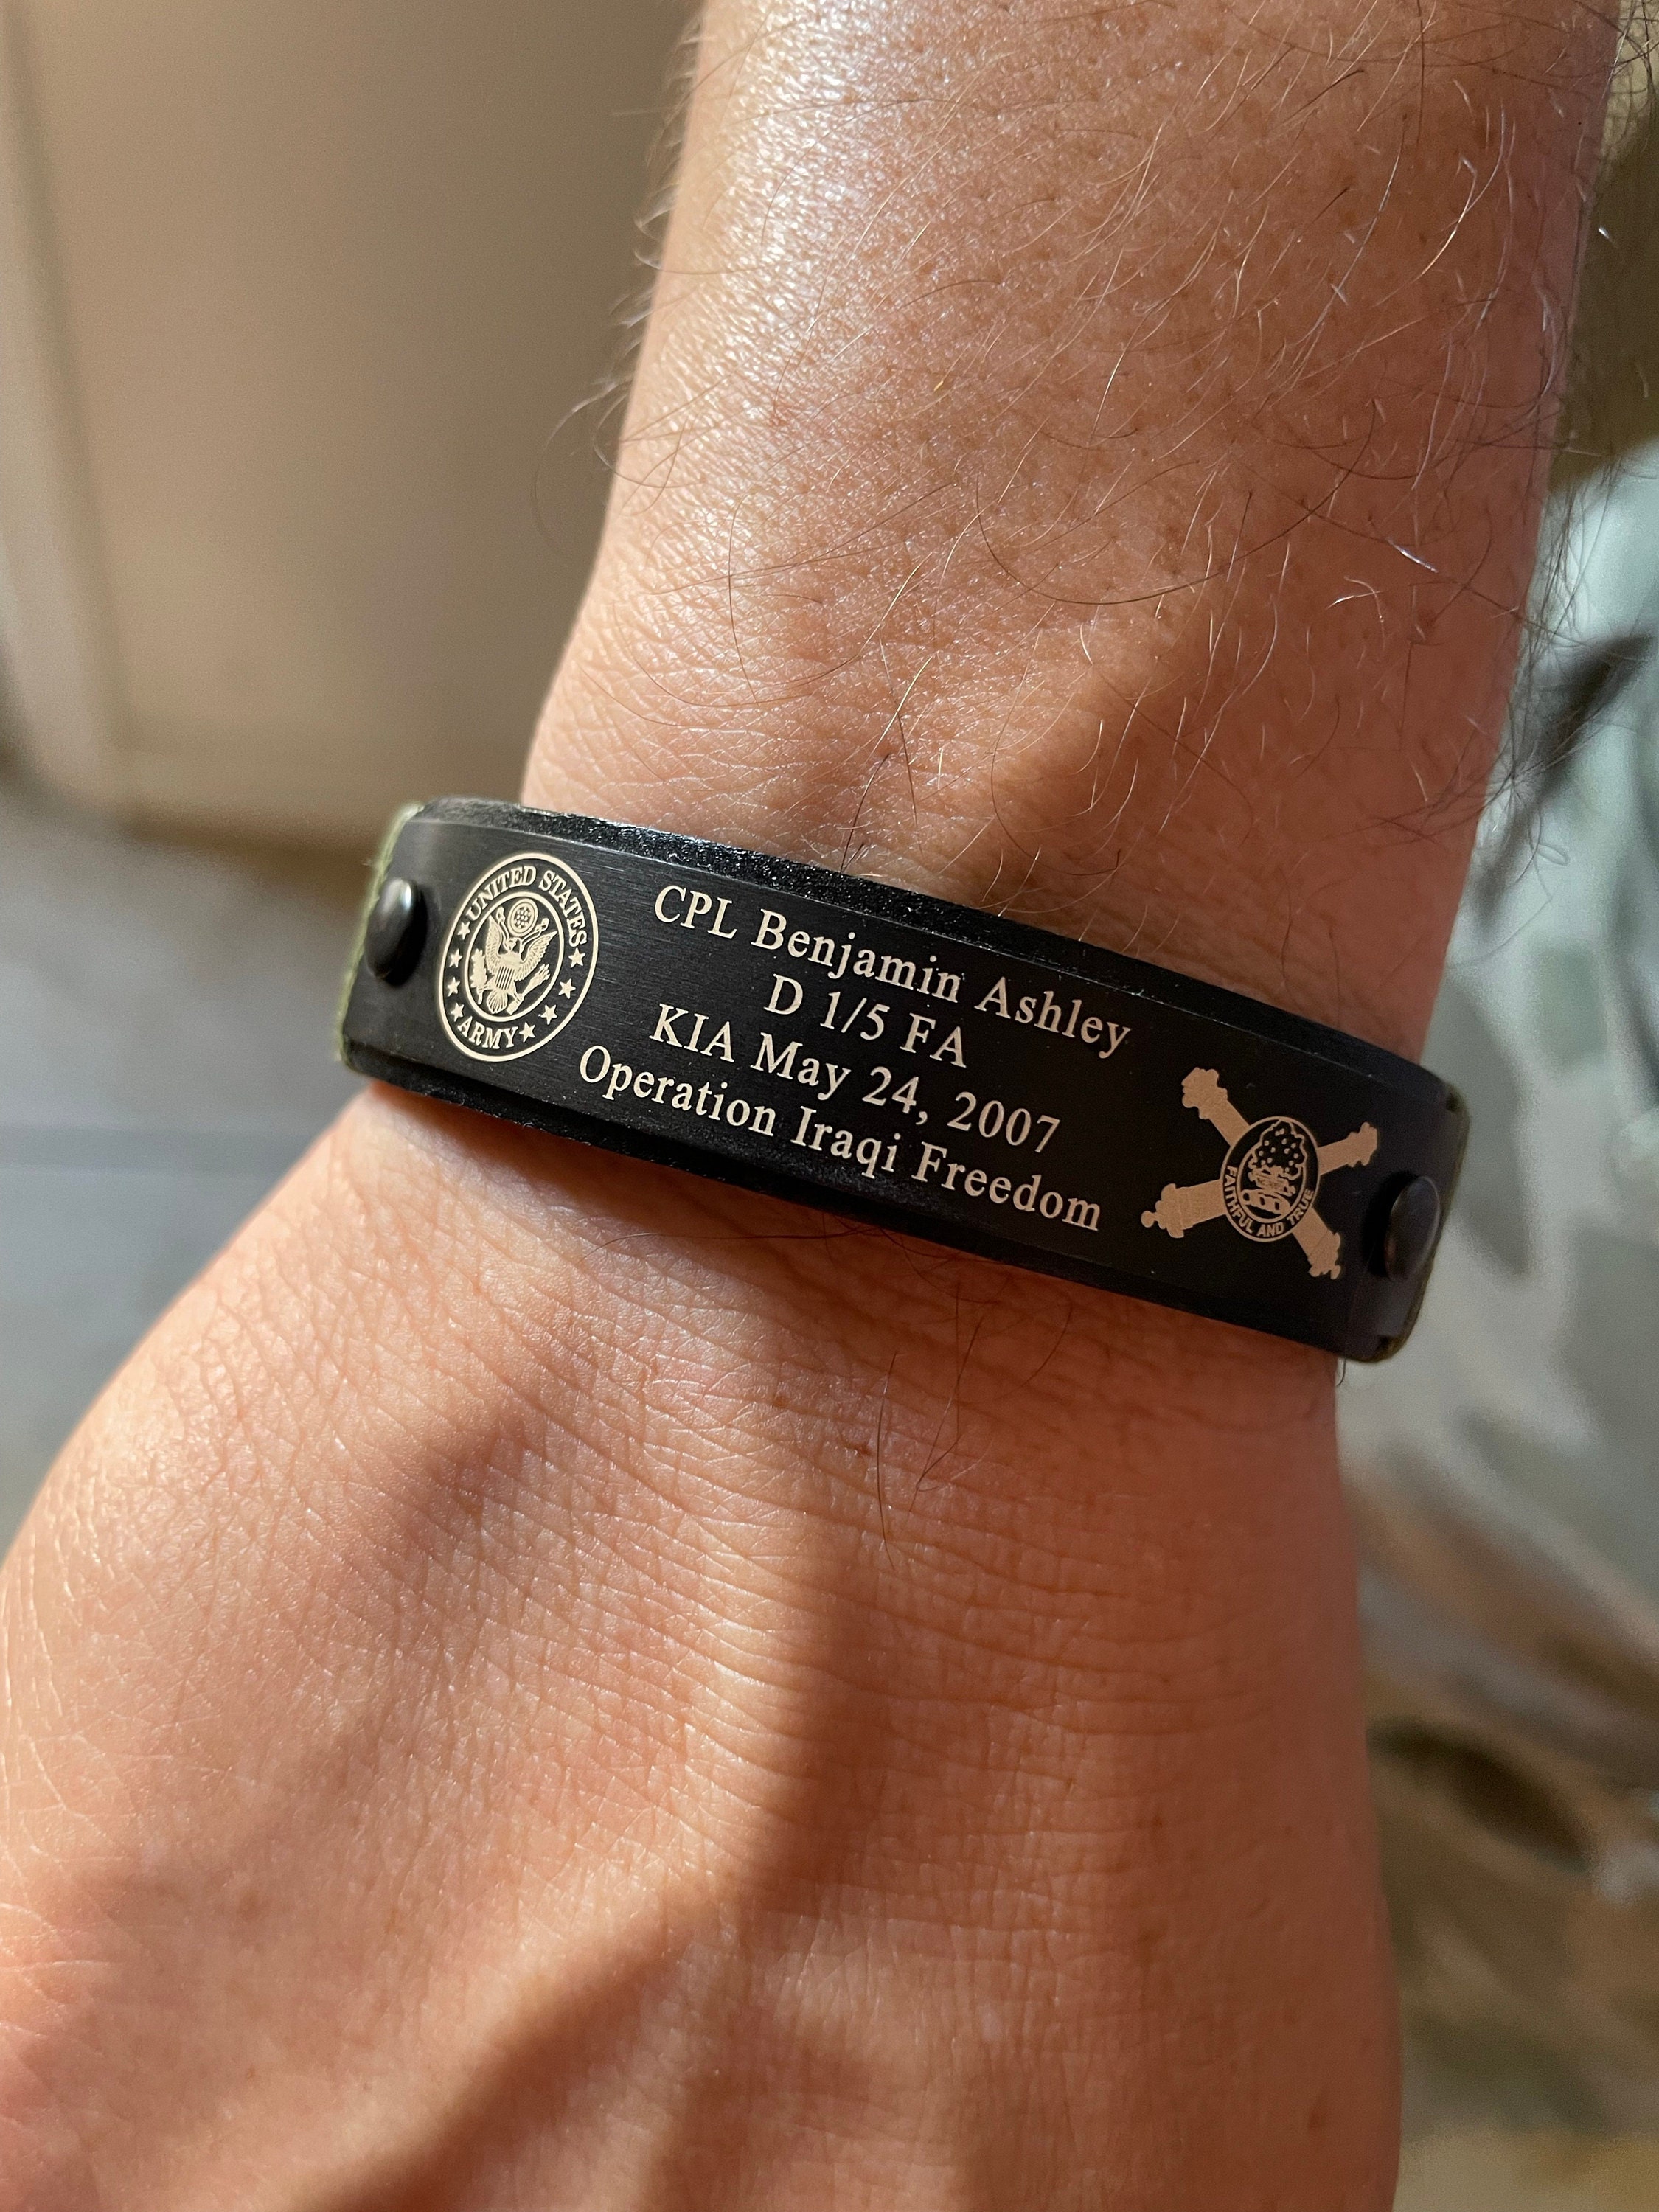 UNITED STATES
ARMY
CPL Benjamin Ashley
D 1/5 FA
KIA May 24, 2007
Operation Iraqi Freedom
FAITHFUL AND TRUE